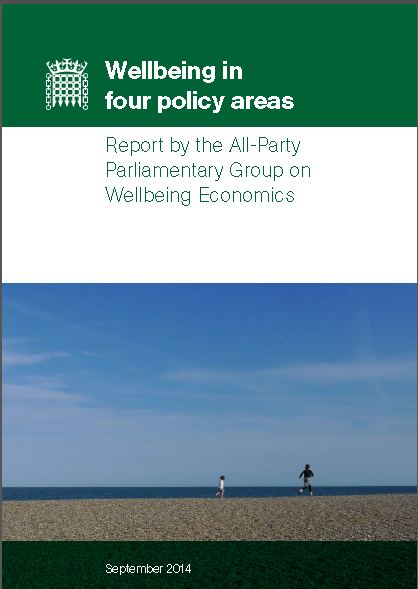 Wellbeing in
four policy areas
Report by the All-Party
Parliamentary Group on
Wellbeing Economics
September 2014